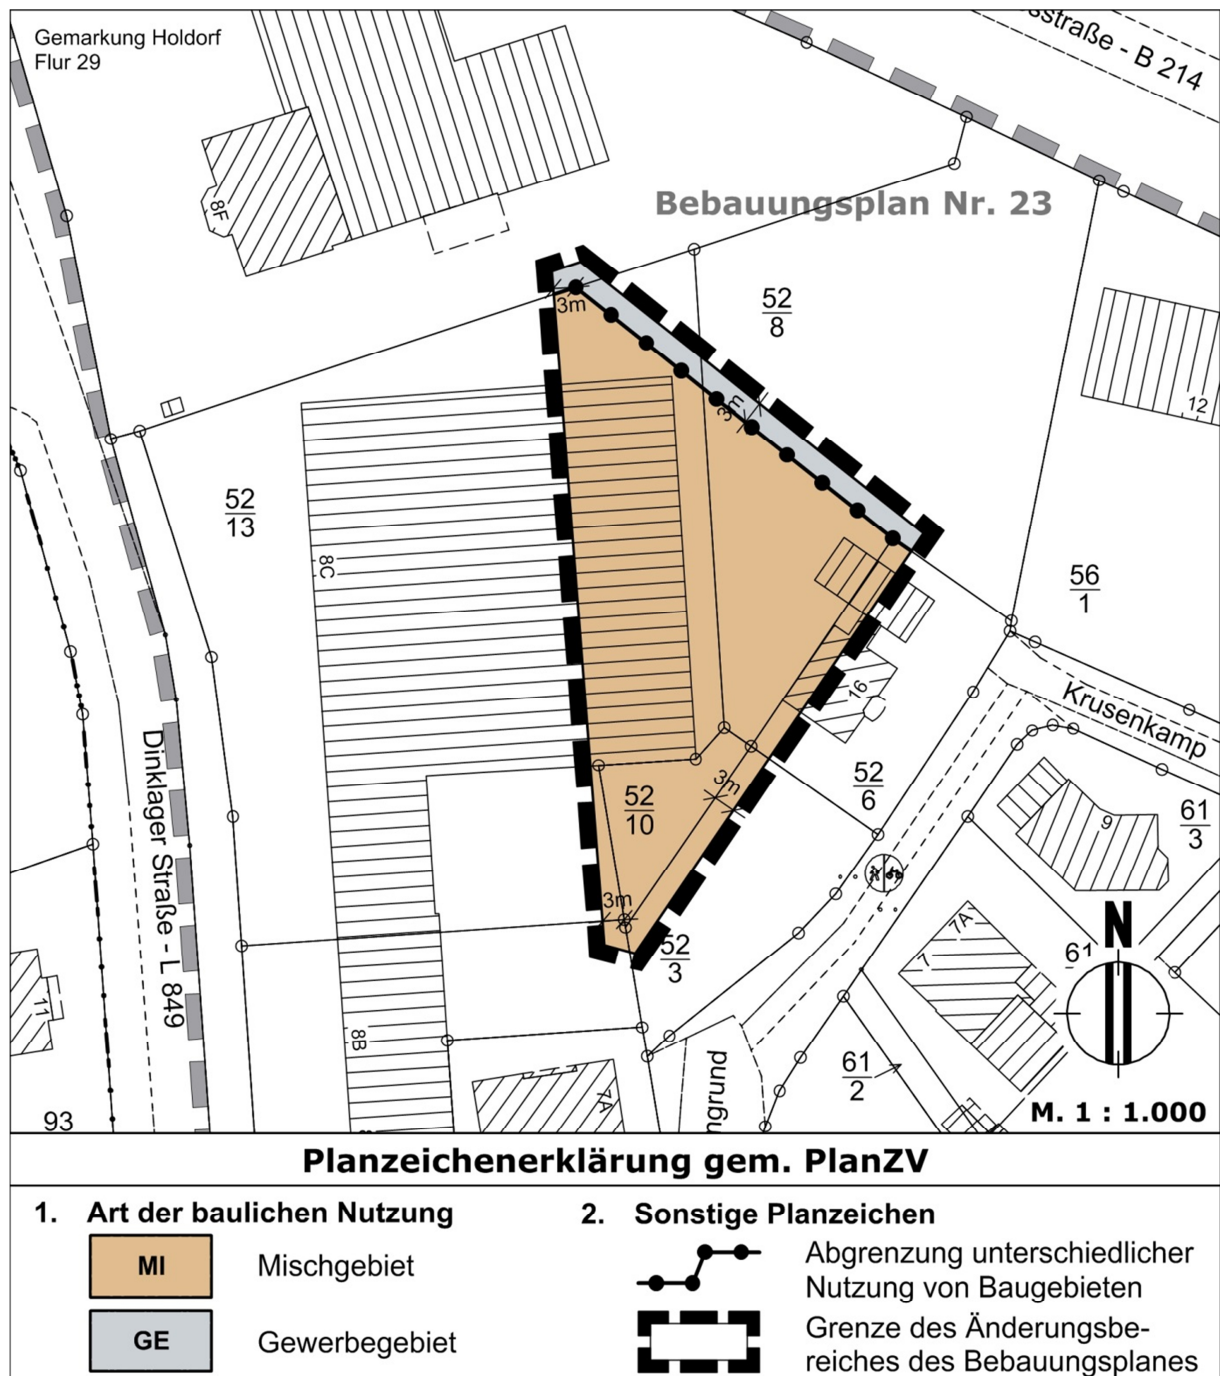 Gemarkung Holdorf
Flur 29
sstraße - B 214
Bebauungsplan Nr. 23
8F
52
8
12
3m
3m
52
13
8C
56
1
16
Krusenkamp
Dinklager Straße - L 849
3m
52
10
52
6
9
61
3
3m
52
3
7A
7
61
N
11
8B
61
2
7A
ngrund
93
M. 1 : 1.000
Planzeichenerklärung gem. PlanZV
1. Art der baulichen Nutzung
MI Mischgebiet
GE Gewerbegebiet
2. Sonstige Planzeichen
Abgrenzung unterschiedlicher
Nutzung von Baugebieten
Grenze des Änderungsbe-
reiches des Bebauungsplanes